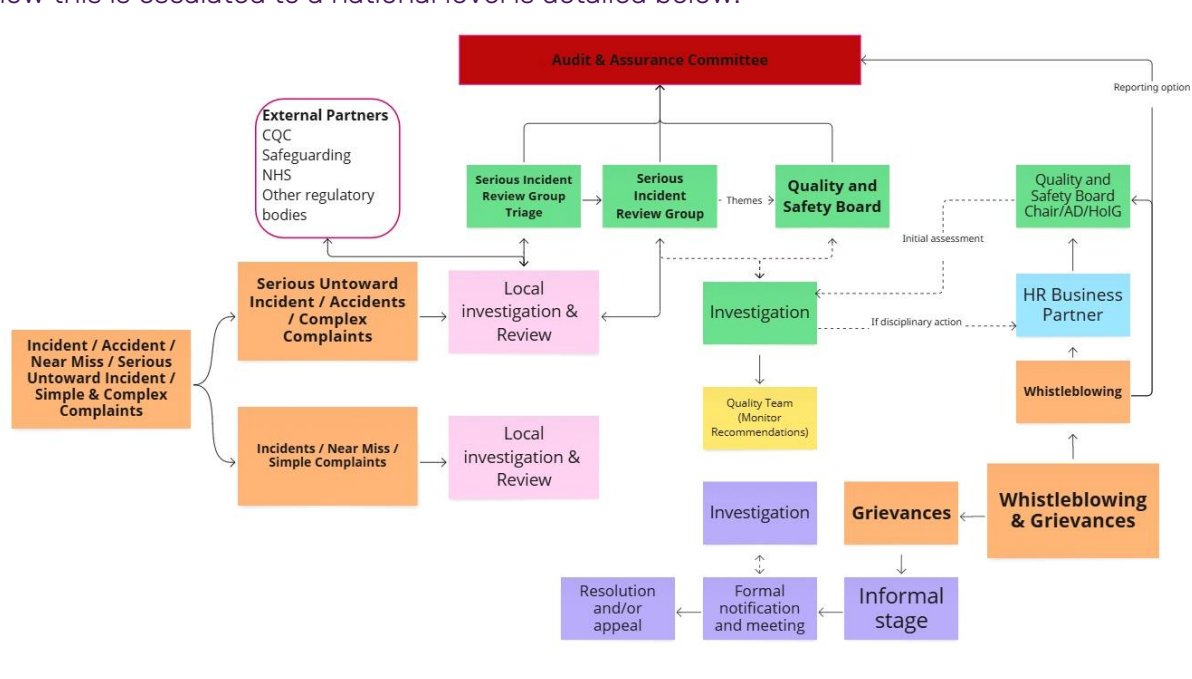 how this is escalated to a national level is detailed below:
Audit & Assurance Committee
Reporting option
External Partners
CQC
Safeguarding
NHS
Other regulatory
bodies
Serious Incident
Review Group
Triage
Serious
Incident
Review Group
Themes
Quality and
Safety Board
Quality and
Safety Board
Chair/AD/HoIG
Initial assessment
Serious Untoward
Incident / Accidents
/ Complex
Complaints
Local
investigation &
Review
Investigation
HR Business
Partner
If disciplinary action
Incident / Accident /
Near Miss / Serious
Untoward Incident /
Simple & Complex
Complaints
Whistleblowing
Quality Team
(Monitor
Recommendations)
Incidents / Near Miss /
Simple Complaints
Local
investigation &
Review
Investigation
Grievances
Whistleblowing
& Grievances
Resolution
and/or
appeal
Formal
notification
and meeting
Informal
stage